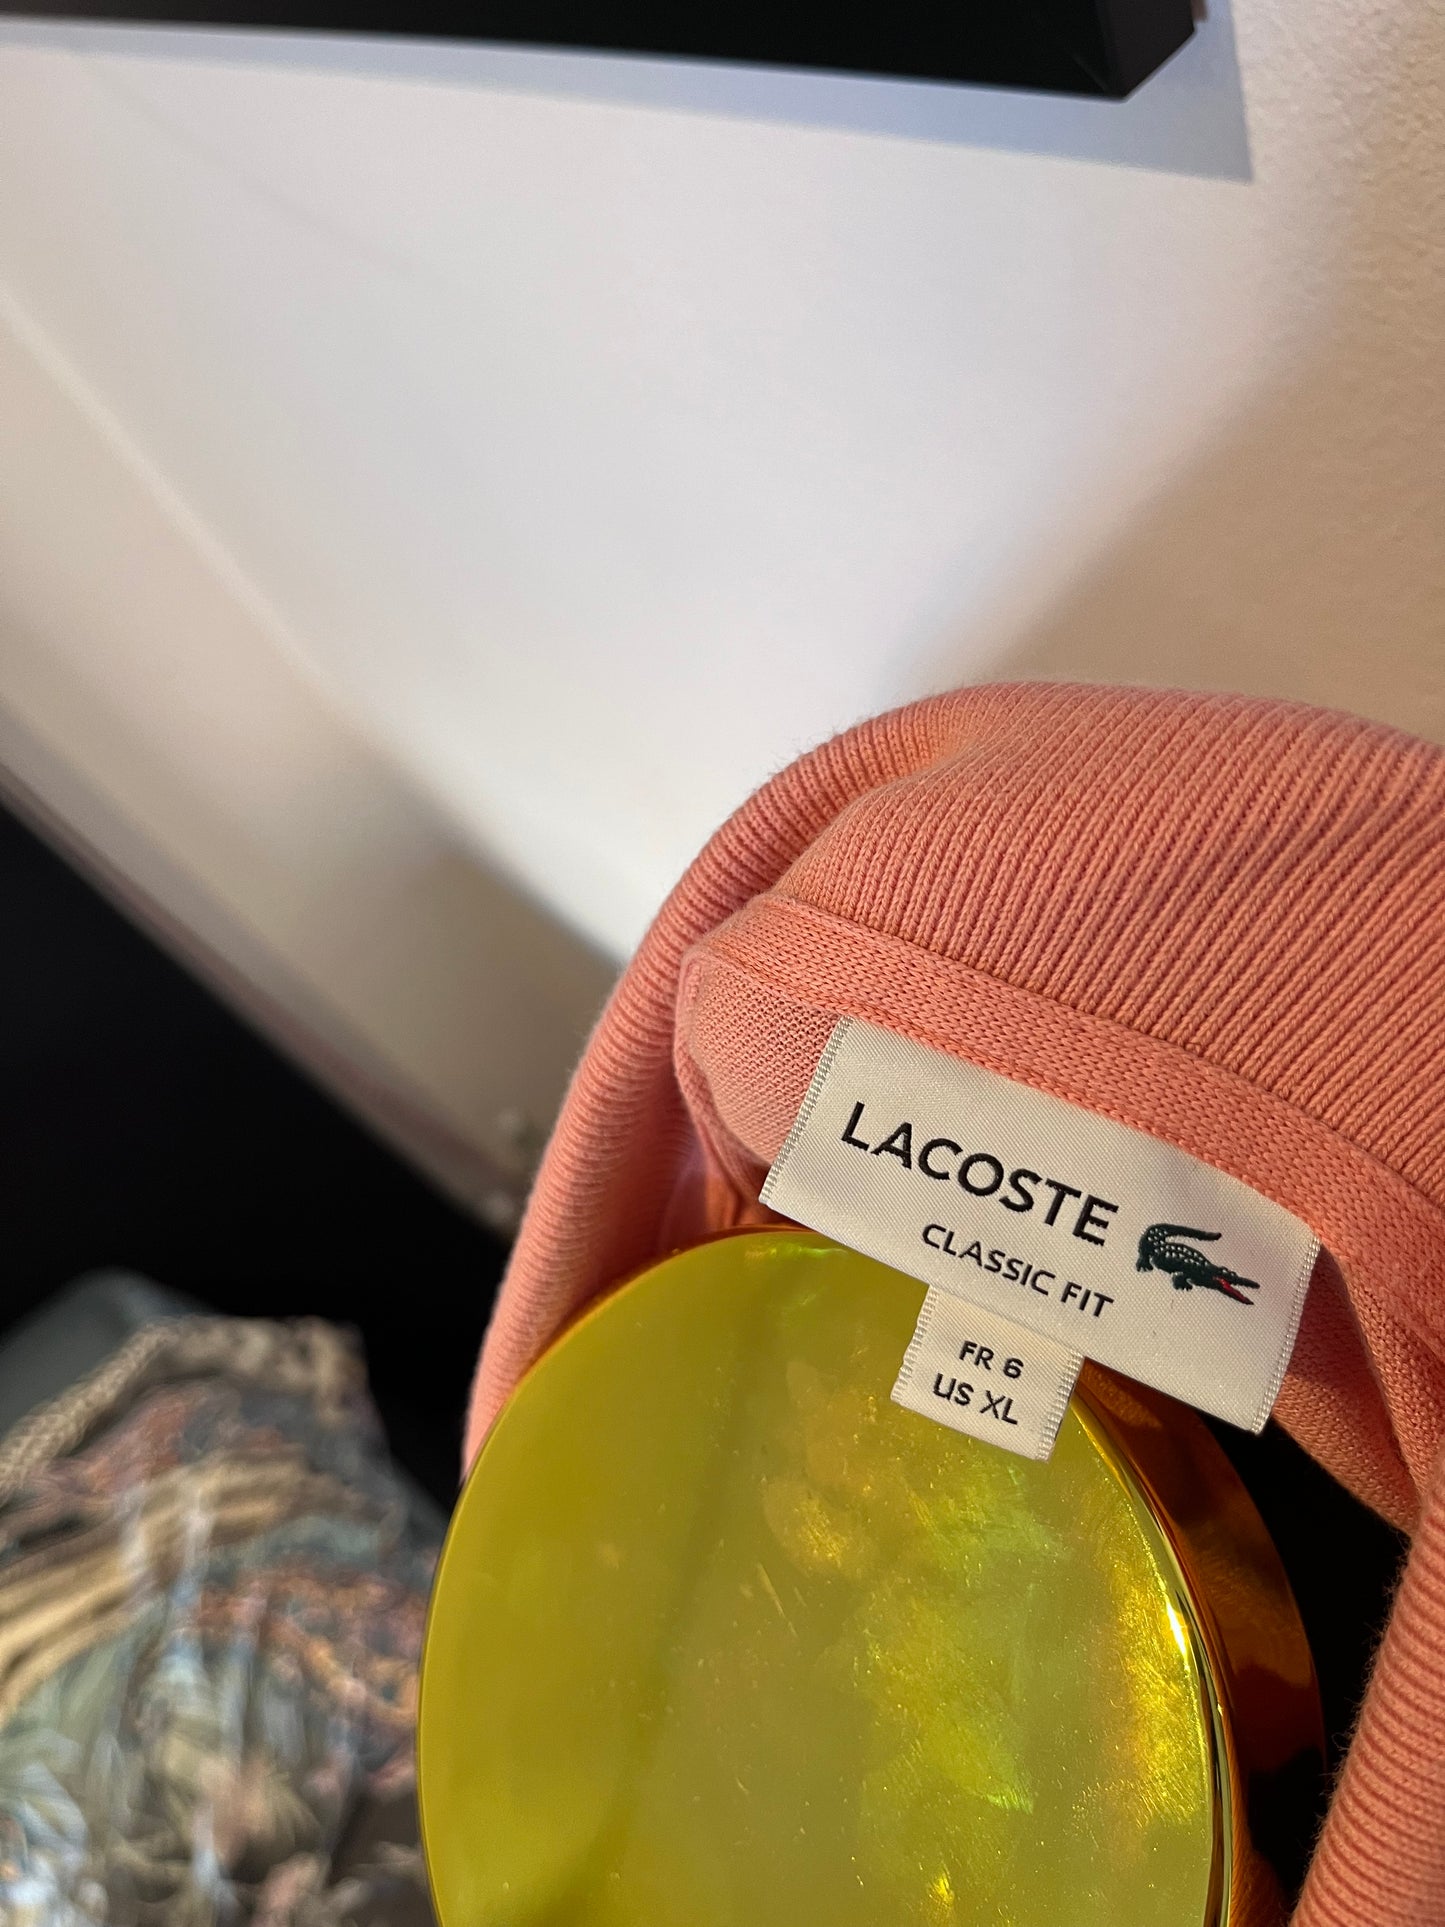 LACOSTE
CLASSIC FIT
FR 6
US XL